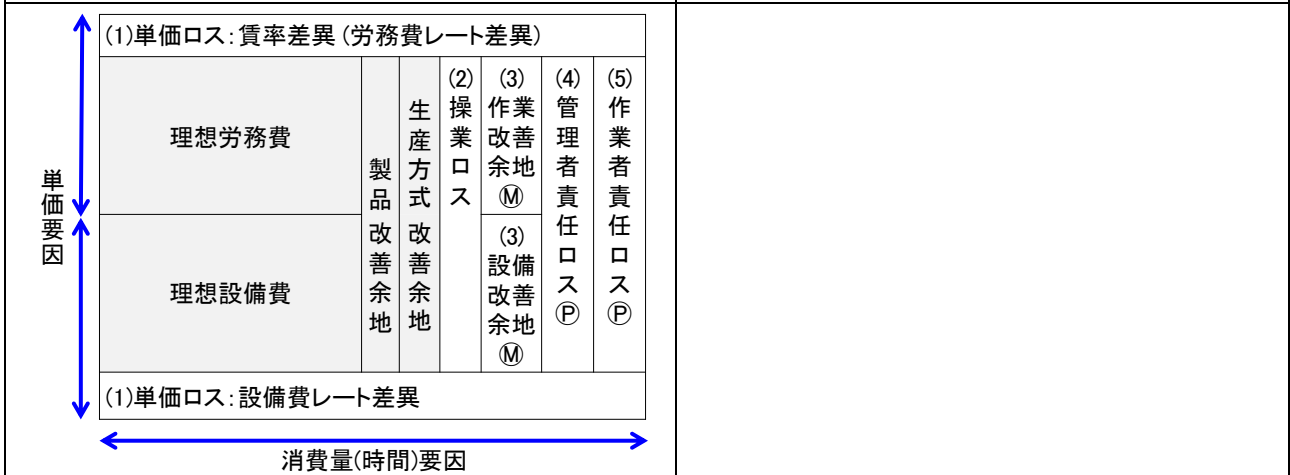 (1)単価ロス:賃率差異(労務費レート差異)
理想労務費
理想設備費
製品改善余地
生産方式改善余地
(2)操業ロス
(3)作業改善余地Ⓜ
(3)設備改善余地Ⓜ
(4)管理者責任ロスⓅ
(5)作業者責任ロスⓅ
(1)単価ロス:設備費レート差異
単価要因
消費量(時間)要因